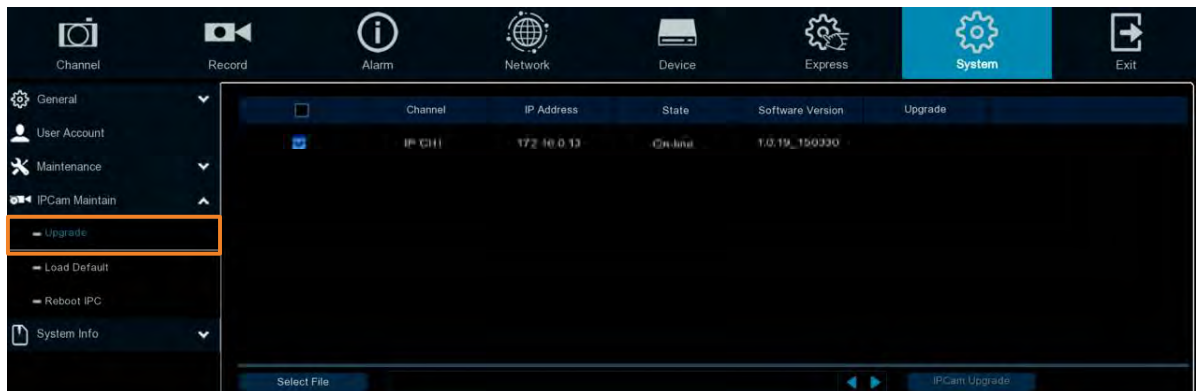 Channel Record Alarm Network Device Express System Exit
General
User Account
Maintenance
IPCam Maintain
Upgrade
Load Default
Reboot IPC
System Info
Channel IP Address State Software Version Upgrade
IP CH1 172.16.0.13 On-line 1.0.19_150330
Select File IPCam Upgrade